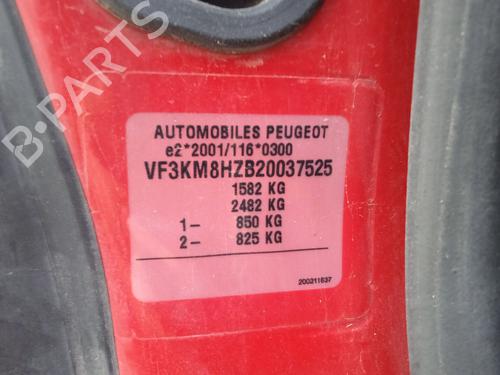 B-PARTS
AUTOMOBILES PEUGEOT
e2*2001/116*0300
VF3KM8HZB20037525
1582 KG
2482 KG
1- 850 KG
2- 825 KG
200211637